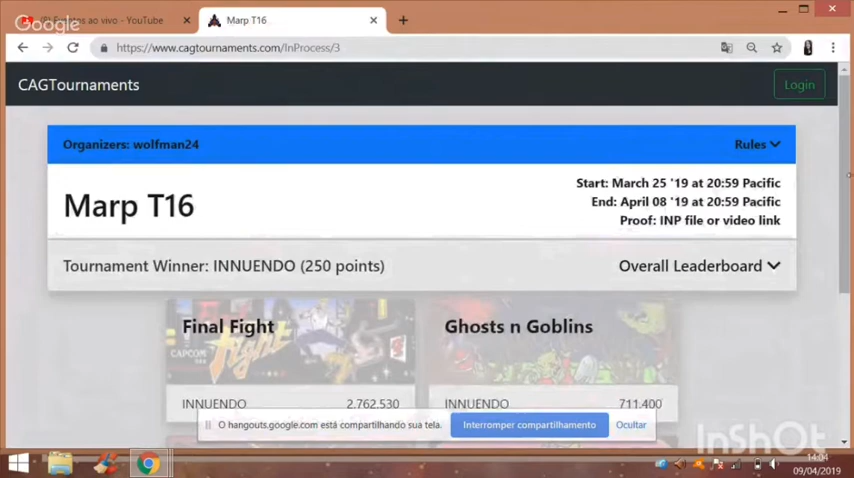 (5) Eventos ao vivo - YouTube
Marp T16
Google
https://www.cagtournaments.com/InProcess/3
CAGTournaments
Login
Organizers: wolfman24
Rules
Marp T16
Start: March 25 '19 at 20:59 Pacific
End: April 08 '19 at 20:59 Pacific
Proof: INP file or video link
Tournament Winner: INNUENDO (250 points)
Overall Leaderboard
Final Fight
Ghosts n Goblins
CAPCOM
INNUENDO 2.762.530
INNUENDO 711.400
O hangouts.google.com está compartilhando sua tela.
Interromper compartilhamento
Ocultar
InShOt
14:04
09/04/2019